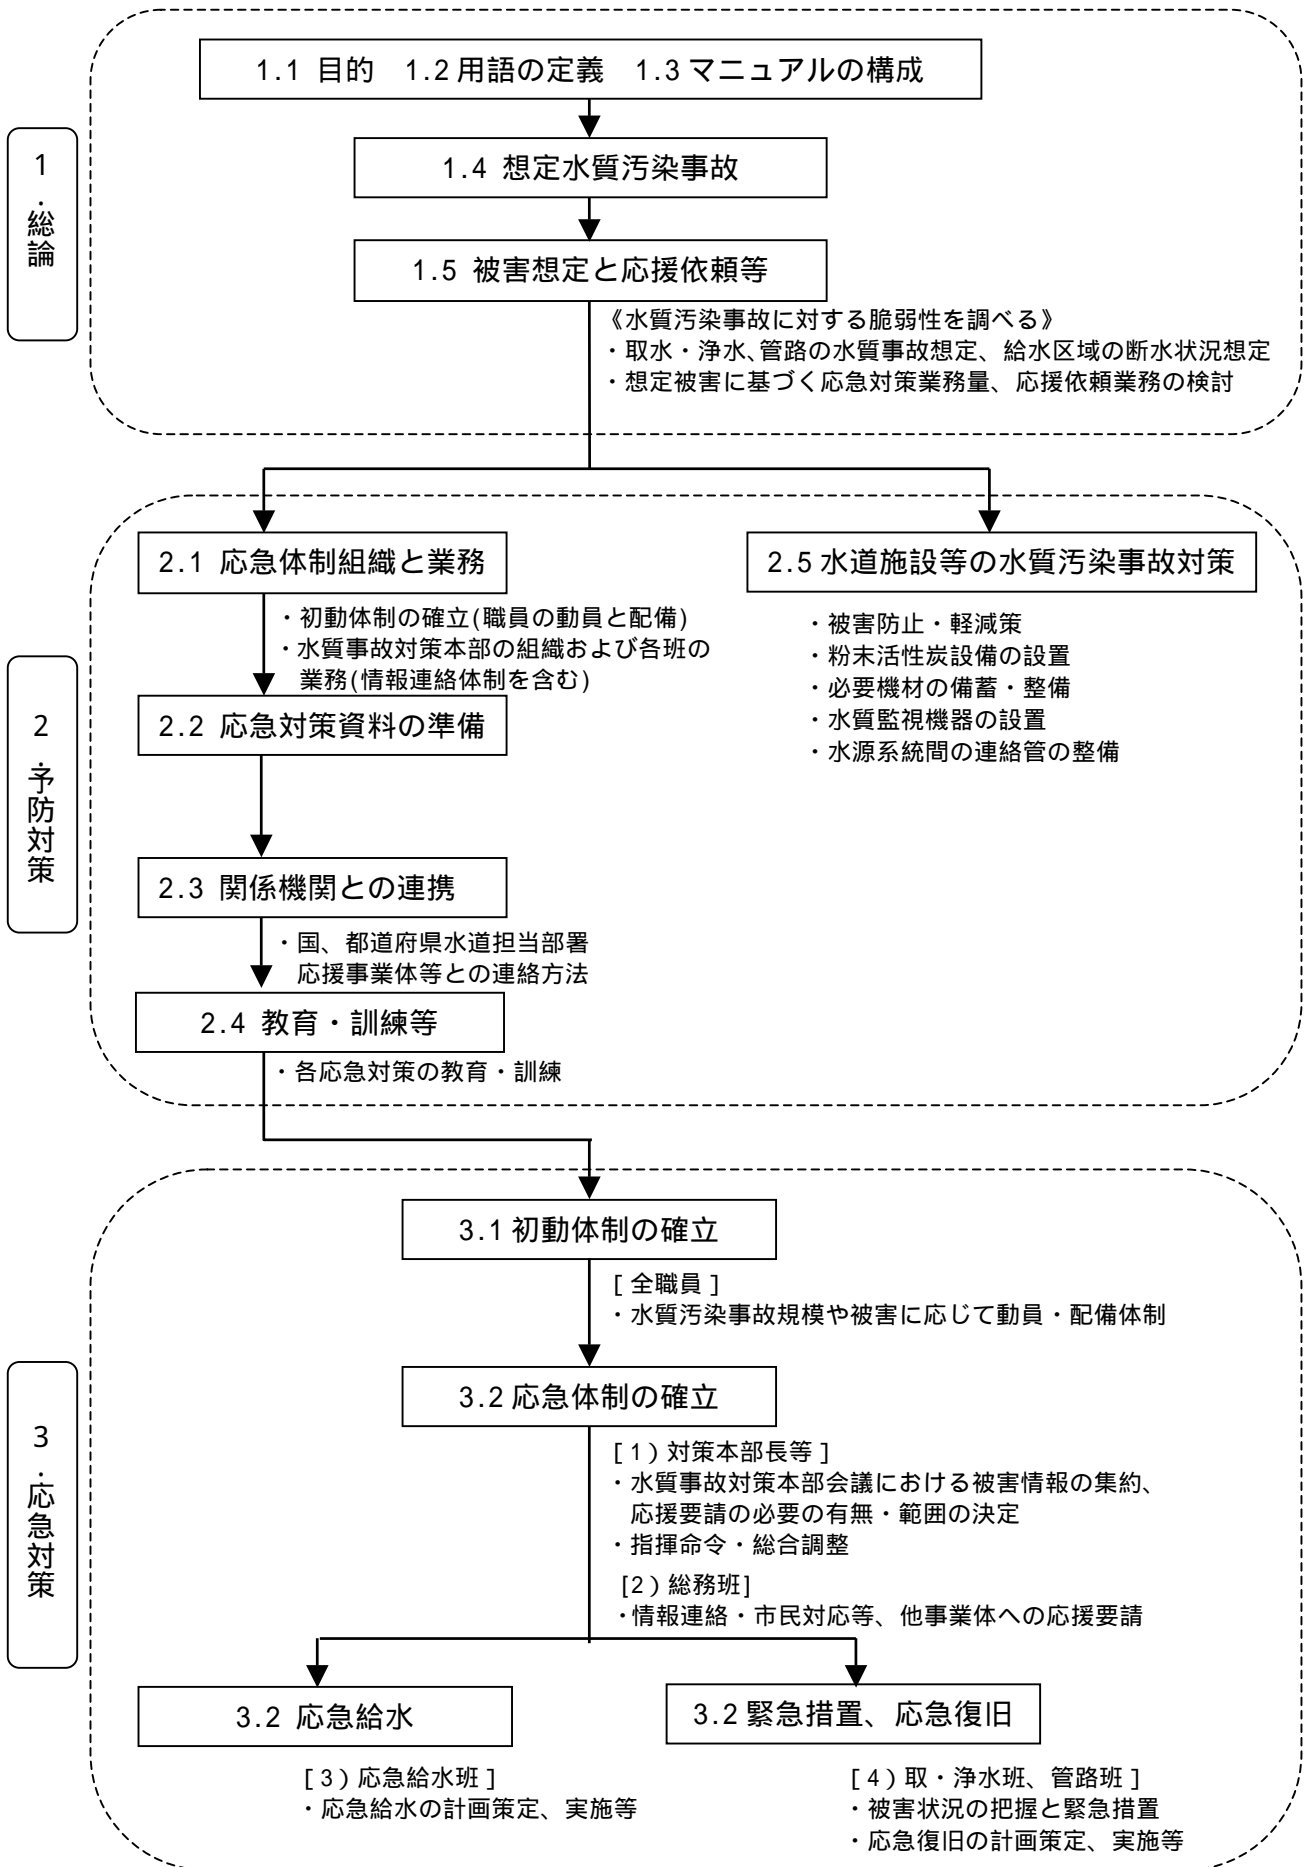 1.1 目的 1.2用語の定義 1.3マニュアルの構成
1.4 想定水質汚染事故
1.5 被害想定と応援依頼等
1.総論
《水質汚染事故に対する脆弱性を調べる》
・取水・浄水、管路の水質事故想定、給水区域の断水状況想定
・想定被害に基づく応急対策業務量、応援依頼業務の検討
2.予防対策
2.1 応急体制組織と業務
・初動体制の確立(職員の動員と配備)
・水質事故対策本部の組織および各班の
業務(情報連絡体制を含む)
2.2 応急対策資料の準備
2.3 関係機関との連携
・国、都道府県水道担当部署
応援事業体等との連絡方法
2.4 教育・訓練等
・各応急対策の教育・訓練
2.5水道施設等の水質汚染事故対策
・被害防止・軽減策
・粉末活性炭設備の設置
・必要機材の備蓄・整備
・水質監視機器の設置
・水源系統間の連絡管の整備
3.応急対策
3.1初動体制の確立
[全職員]
・水質汚染事故規模や被害に応じて動員・配備体制
3.2応急体制の確立
[1)対策本部長等]
・水質事故対策本部会議における被害情報の集約、
応援要請の必要の有無・範囲の決定
・指揮命令・総合調整
[2)総務班]
・情報連絡・市民対応等、他事業体への応援要請
3.2 応急給水
[3)応急給水班]
・応急給水の計画策定、実施等
3.2緊急措置、応急復旧
[4)取・浄水班、管路班]
・被害状況の把握と緊急措置
・応急復旧の計画策定、実施等